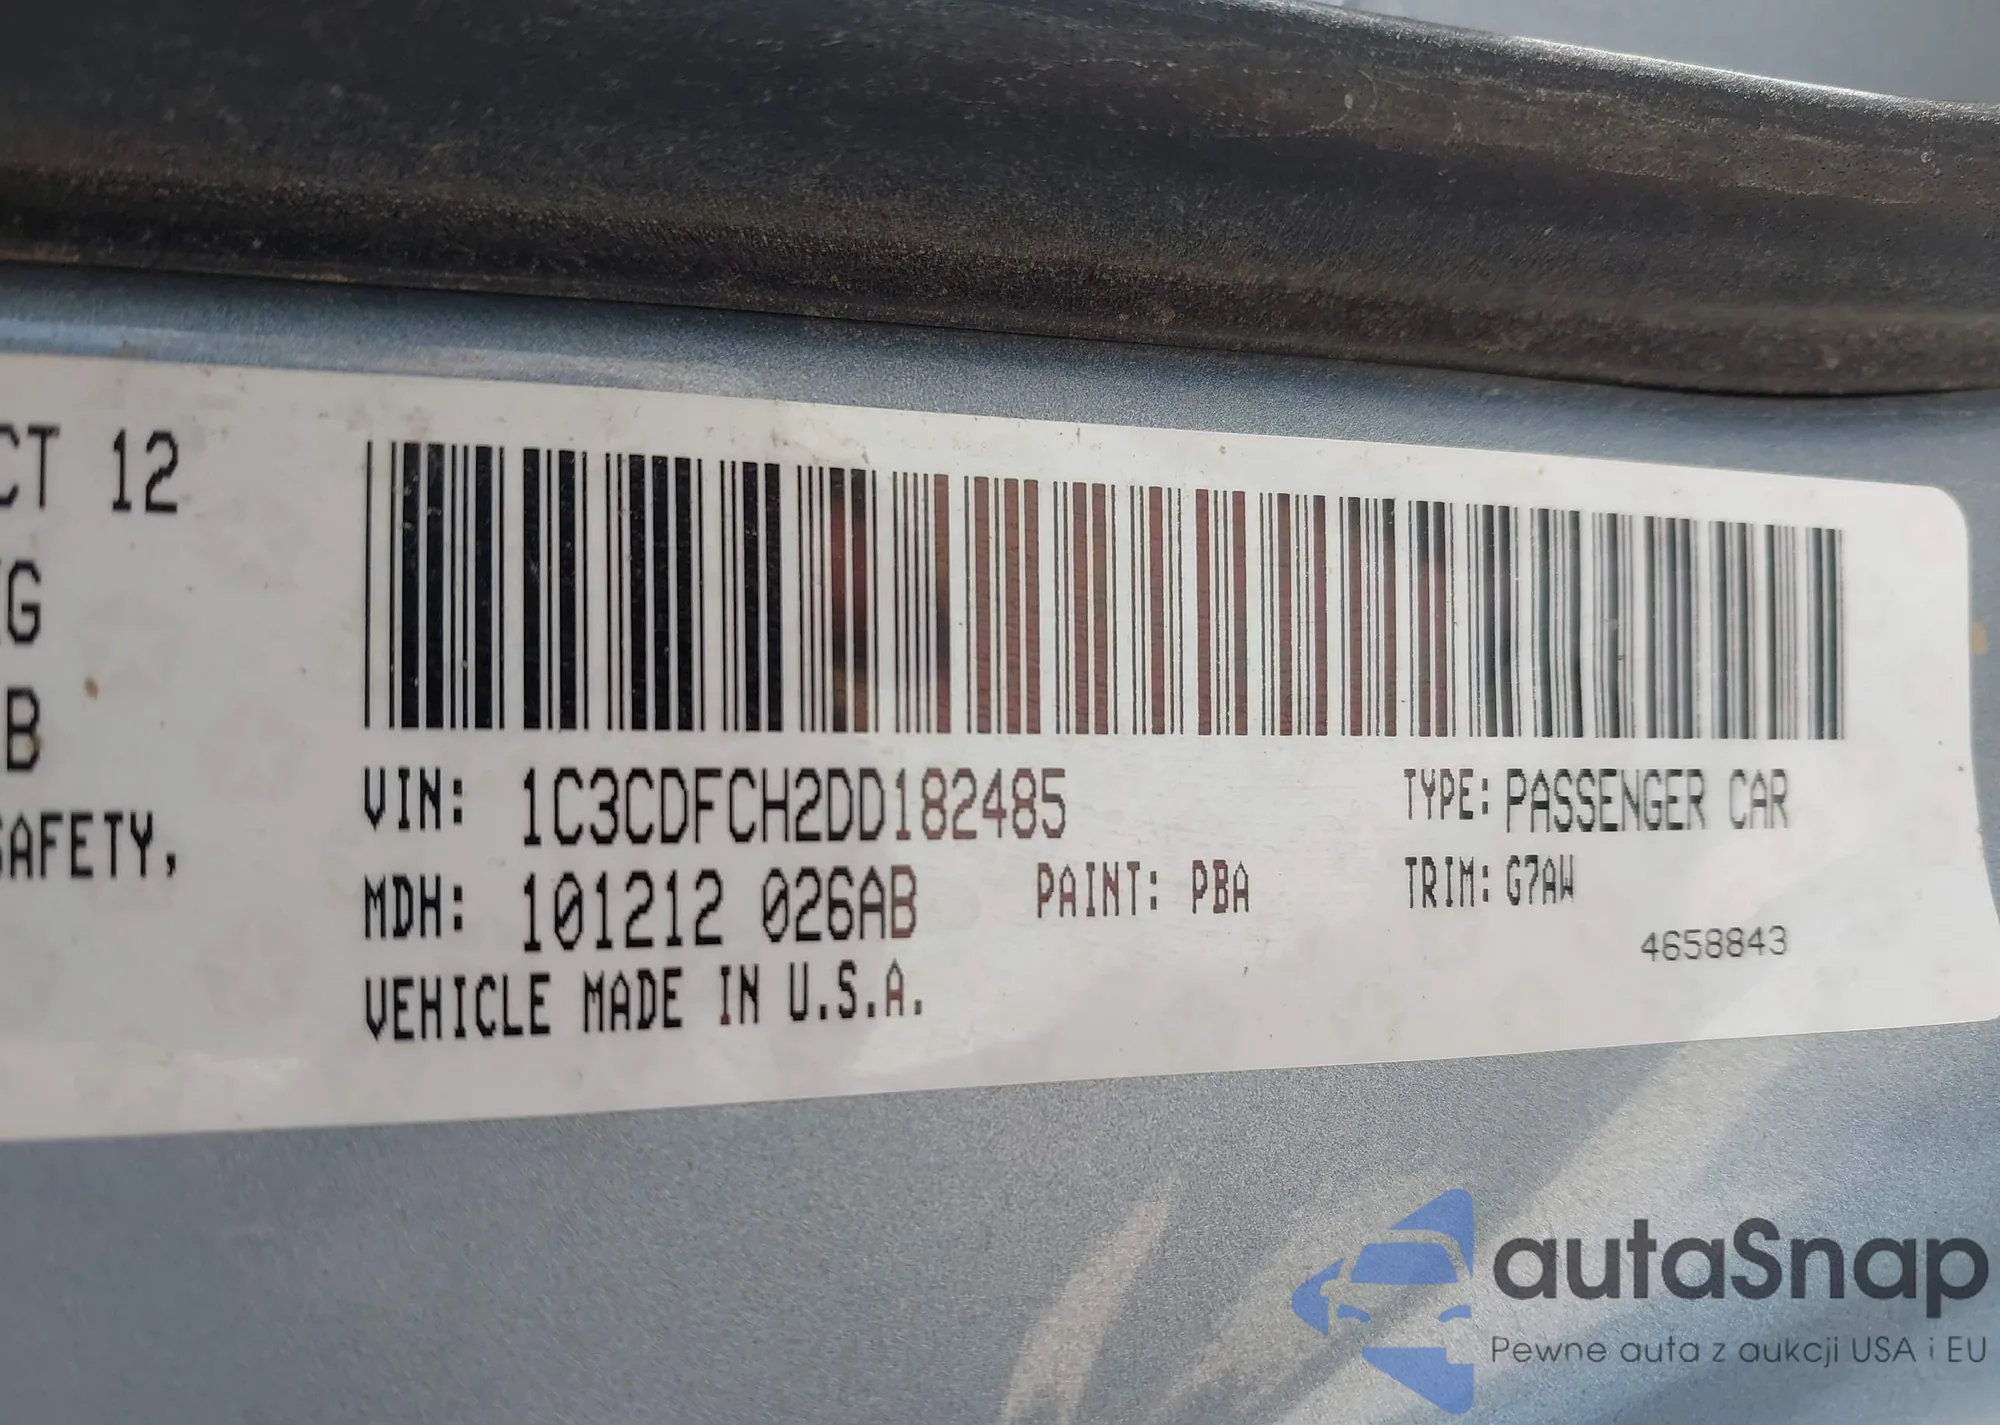 CT 12
G
B
SAFETY,
VIN: 1C3CDFCH2DD182485
TYPE: PASSENGER CAR
MDH: 101212 026AB
PAINT: PBA
TRIM: G7AW
4658843
VEHICLE MADE IN U.S.A.
autaSnap
Pewne auta z aukcji USA i EU